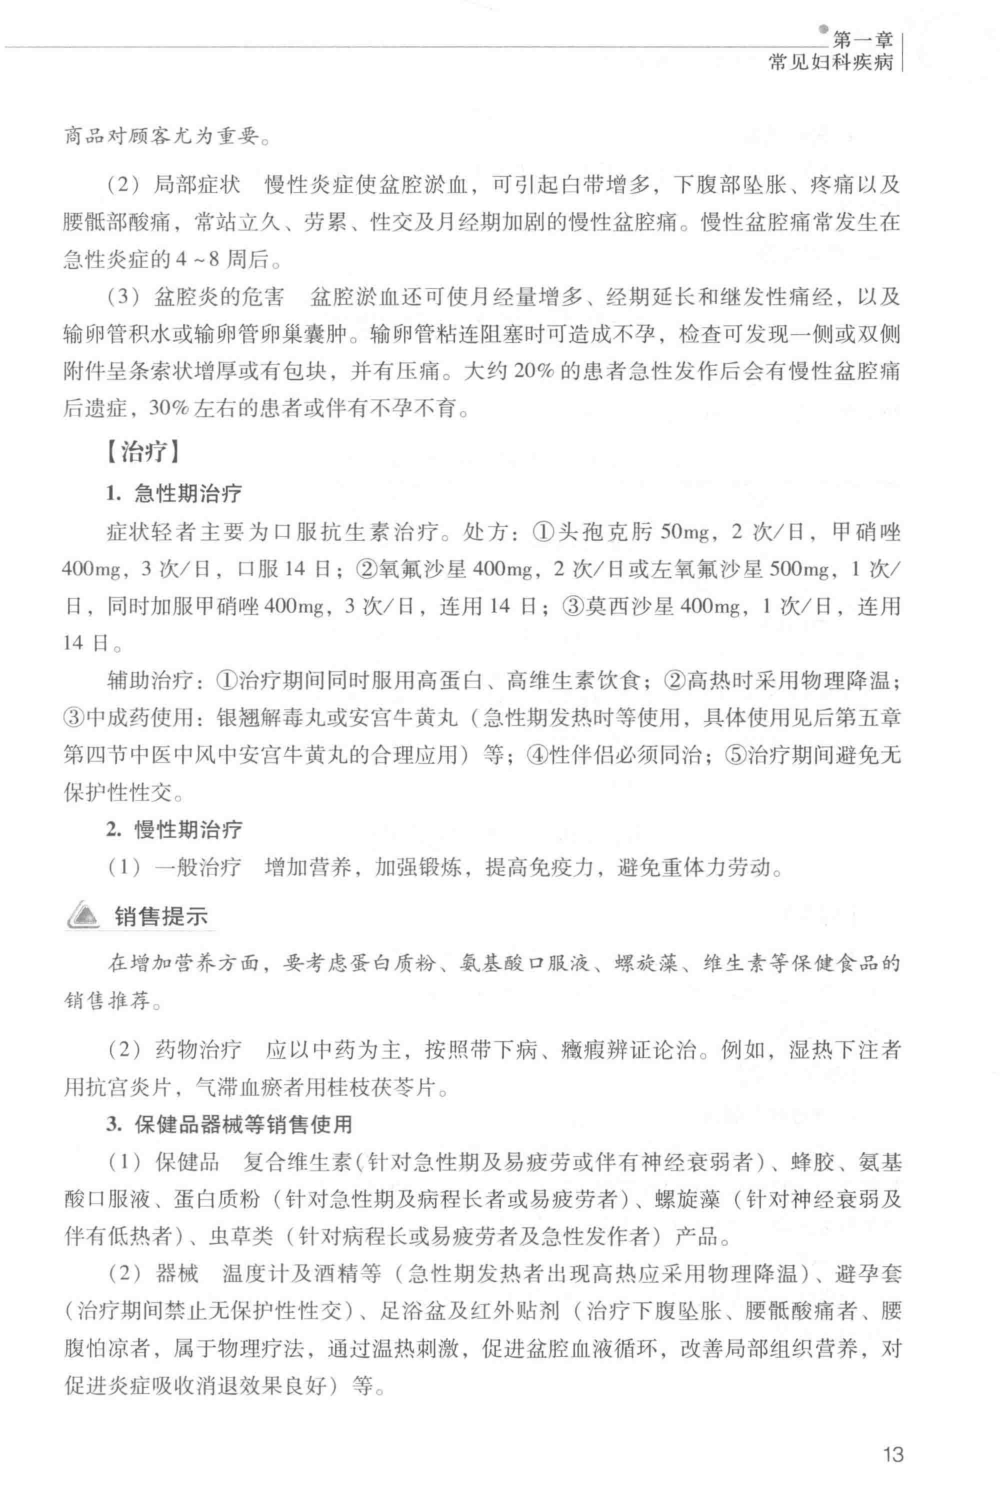 第一章
常见妇科疾病
商品对顾客尤为重要。
（2）局部症状　慢性炎症使盆腔淤血，可引起白带增多，下腹部坠胀、疼痛以及
腰骶部酸痛，常站立久、劳累、性交及月经期加剧的慢性盆腔痛。慢性盆腔痛常发生在
急性炎症的 4 ~8 周后。
（3）盆腔炎的危害　盆腔淤血还可使月经量增多、经期延长和继发性痛经，以及
输卵管积水或输卵管卵巢囊肿。输卵管粘连阻塞时可造成不孕，检查可发现一侧或双侧
附件呈条索状增厚或有包块，并有压痛。大约 20% 的患者急性发作后会有慢性盆腔痛
后遗症，30% 左右的患者或伴有不孕不育。
【治疗】
1. 急性期治疗
症状轻者主要为口服抗生素治疗。处方：①头孢克肟 50mg，2 次/日，甲硝唑
400mg，3 次/日，口服 14 日；②氧氟沙星 400mg，2 次/日或左氧氟沙星 500mg，1 次/
日，同时加服甲硝唑 400mg，3 次/日，连用 14 日；③莫西沙星 400mg，1 次/日，连用
14 日。
辅助治疗：①治疗期间同时服用高蛋白、高维生素饮食；②高热时采用物理降温；
③中成药使用：银翘解毒丸或安宫牛黄丸（急性期发热时等使用，具体使用见后第五章
第四节中医中风中安宫牛黄丸的合理应用）等；④性伴侣必须同治；⑤治疗期间避免无
保护性性交。
2. 慢性期治疗
（1）一般治疗　增加营养，加强锻炼，提高免疫力，避免重体力劳动。
销售提示
在增加营养方面，要考虑蛋白质粉、氨基酸口服液、螺旋藻、维生素等保健食品的
销售推荐。
（2）药物治疗　应以中药为主，按照带下病、癥瘕辨证论治。例如，湿热下注者
用抗宫炎片，气滞血瘀者用桂枝茯苓片。
3. 保健品器械等销售使用
（1）保健品　复合维生素（针对急性期及易疲劳或伴有神经衰弱者）、蜂胶、氨基
酸口服液、蛋白质粉（针对急性期及病程长者或易疲劳者）、螺旋藻（针对神经衰弱及
伴有低热者）、虫草类（针对病程长或易疲劳者及急性发作者）产品。
（2）器械　温度计及酒精等（急性期发热者出现高热应采用物理降温）、避孕套
（治疗期间禁止无保护性性交）、足浴盆及红外贴剂（治疗下腹坠胀、腰骶酸痛者、腰
腹怕凉者，属于物理疗法，通过温热刺激，促进盆腔血液循环，改善局部组织营养，对
促进炎症吸收消退效果良好）等。
13